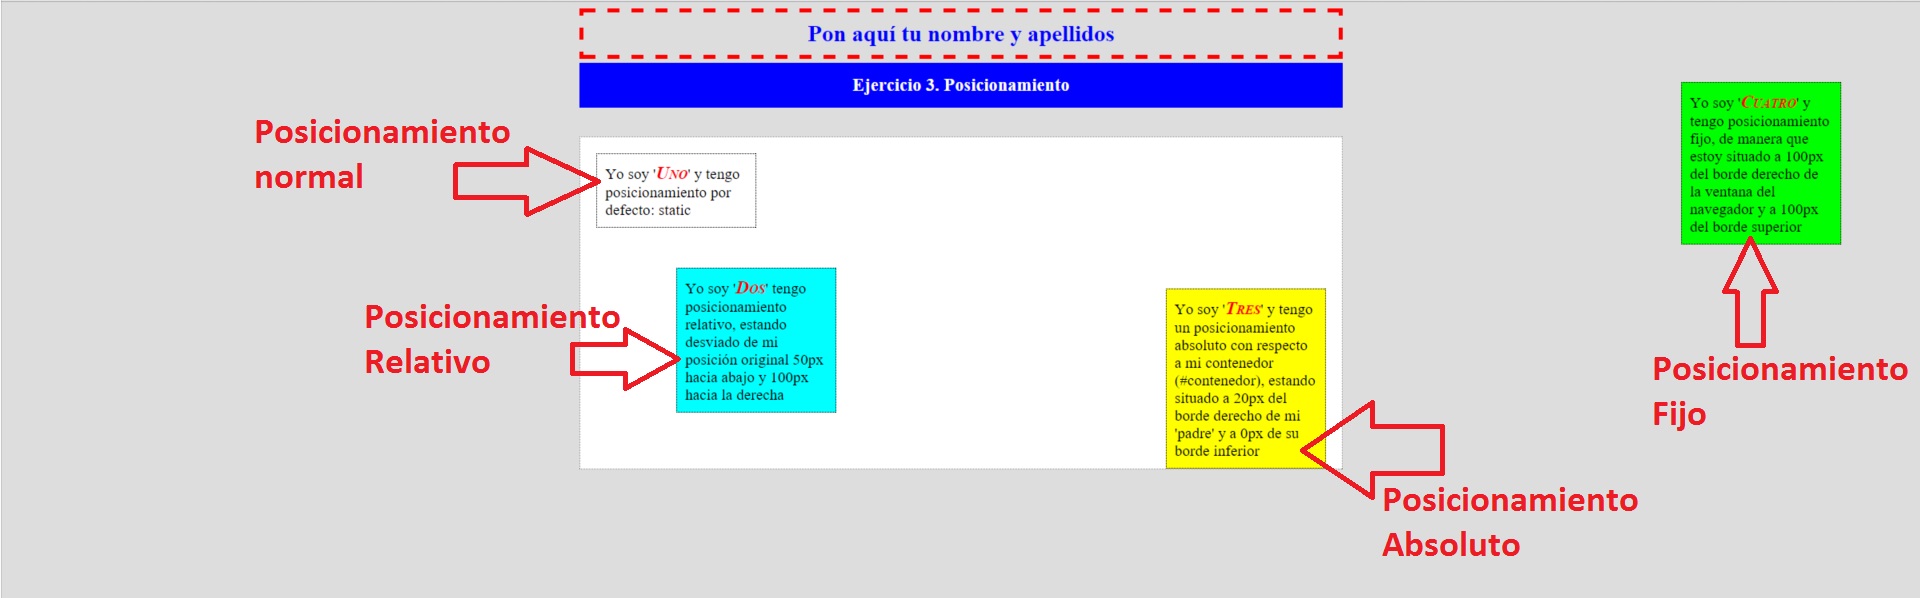 Pon aquí tu nombre y apellidos
Ejercicio 3. Posicionamiento
Posicionamiento
normal
Yo soy 'Uno' y tengo
posicionamiento por
defecto: static
Posicionamiento
Relativo
Yo soy 'Dos' tengo
posicionamiento
relativo, estando
desviado de mi
posición original 50px
hacia abajo y 100px
hacia la derecha
Yo soy 'Tres' y tengo
un posicionamiento
absoluto con respecto
a mi contenedor
(#contenedor), estando
situado a 20px del
borde derecho de mi
'padre' y a 0px de su
borde inferior
Posicionamiento
Absoluto
Yo soy 'Cuatro' y
tengo posicionamiento
fijo, de manera que
estoy situado a 100px
del borde derecho de
la ventana del
navegador y a 100px
del borde superior
Posicionamiento
Fijo